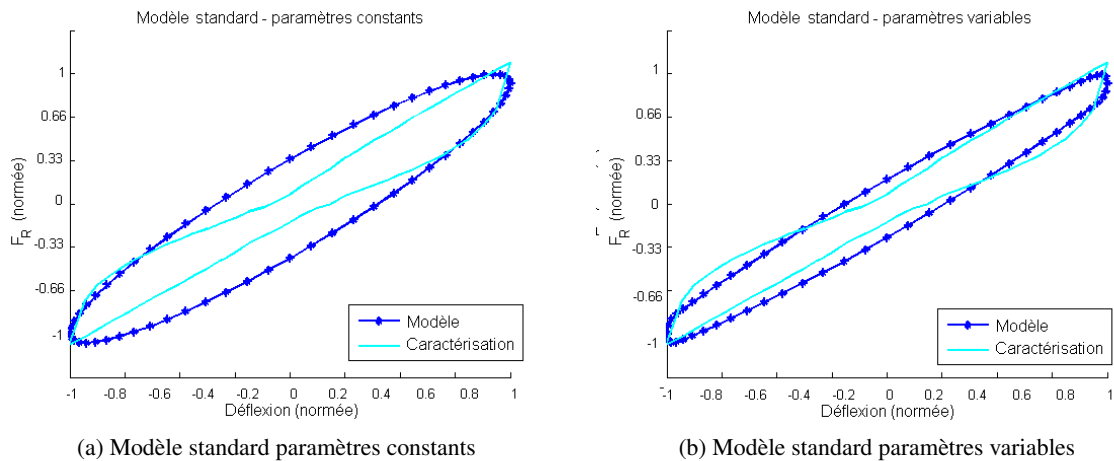 Modèle standard - paramètres constants
1
0.66
0.33
0
-0.33
-0.66
-1
F_R (normée)
-1 -0.8 -0.6 -0.4 -0.2 0 0.2 0.4 0.6 0.8 1
Déflexion (normée)
Modèle
Caractérisation
(a) Modèle standard paramètres constants
Modèle standard - paramètres variables
1
0.66
0.33
0
-0.33
-0.66
-1
F_R (normée)
-1 -0.8 -0.6 -0.4 -0.2 0 0.2 0.4 0.6 0.8 1
Déflexion (normée)
Modèle
Caractérisation
(b) Modèle standard paramètres variables